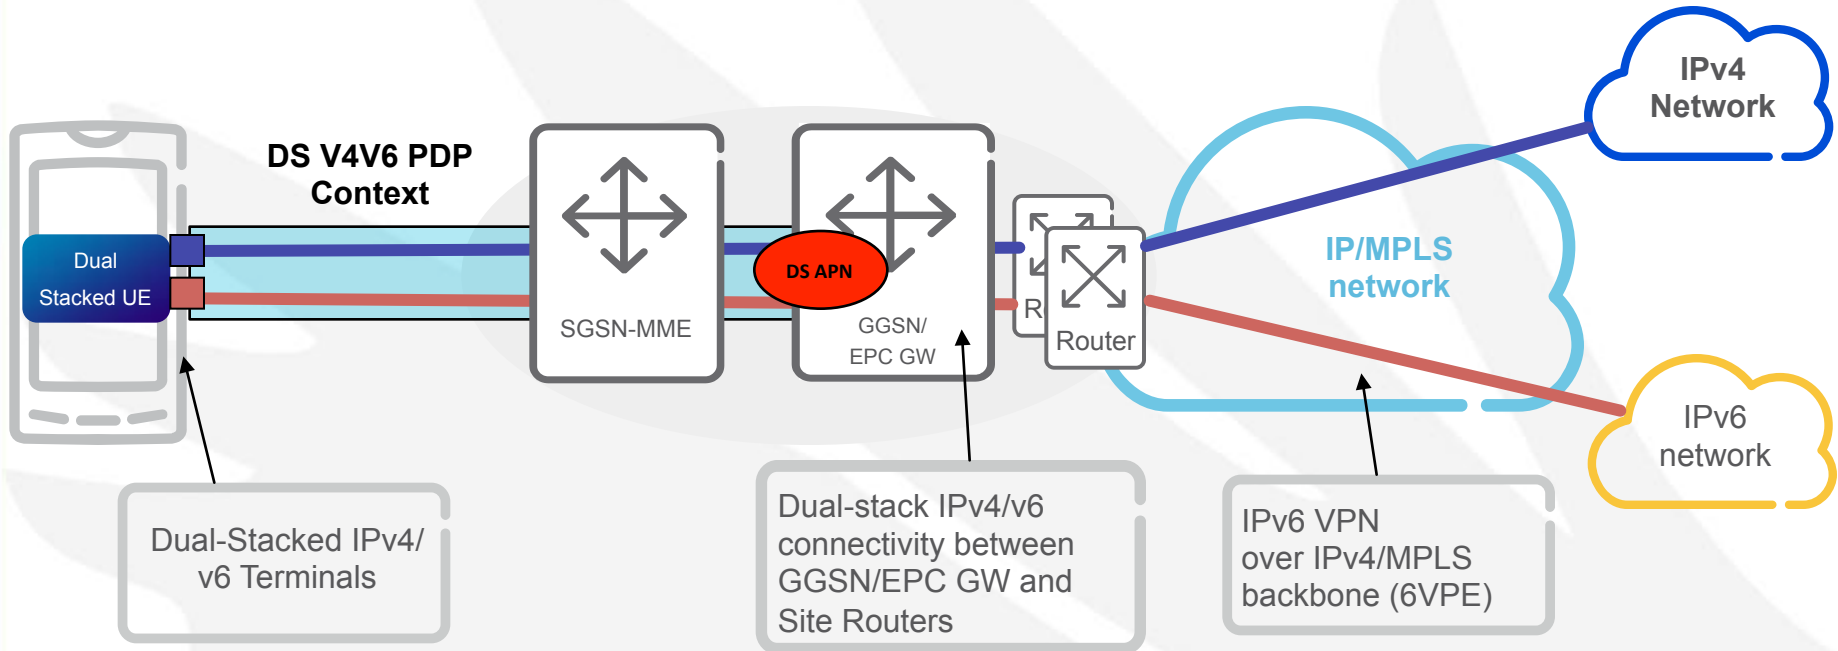 IPv4
Network
DS V4V6 PDP
Context
Dual
Stacked UE
DS APN
SGSN-MME
GGSN/
EPC GW
R
Router
IP/MPLS
network
IPv6
network
Dual-Stacked IPv4/
v6 Terminals
Dual-stack IPv4/v6
connectivity between
GGSN/EPC GW and
Site Routers
IPv6 VPN
over IPv4/MPLS
backbone (6VPE)